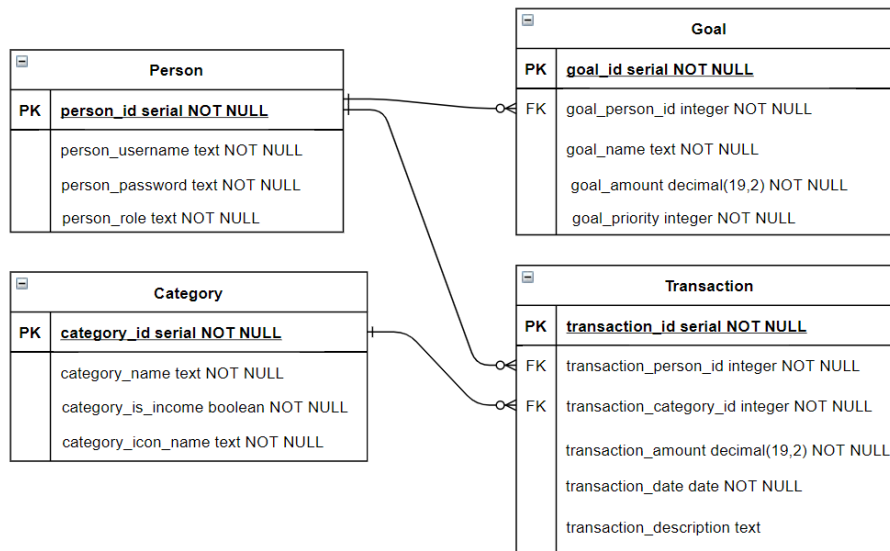 Person
PK person_id serial NOT NULL
person_username text NOT NULL
person_password text NOT NULL
person_role text NOT NULL
Category
PK category_id serial NOT NULL
category_name text NOT NULL
category_is_income boolean NOT NULL
category_icon_name text NOT NULL
Goal
PK goal_id serial NOT NULL
FK goal_person_id integer NOT NULL
goal_name text NOT NULL
goal_amount decimal(19,2) NOT NULL
goal_priority integer NOT NULL
Transaction
PK transaction_id serial NOT NULL
FK transaction_person_id integer NOT NULL
FK transaction_category_id integer NOT NULL
transaction_amount decimal(19,2) NOT NULL
transaction_date date NOT NULL
transaction_description text